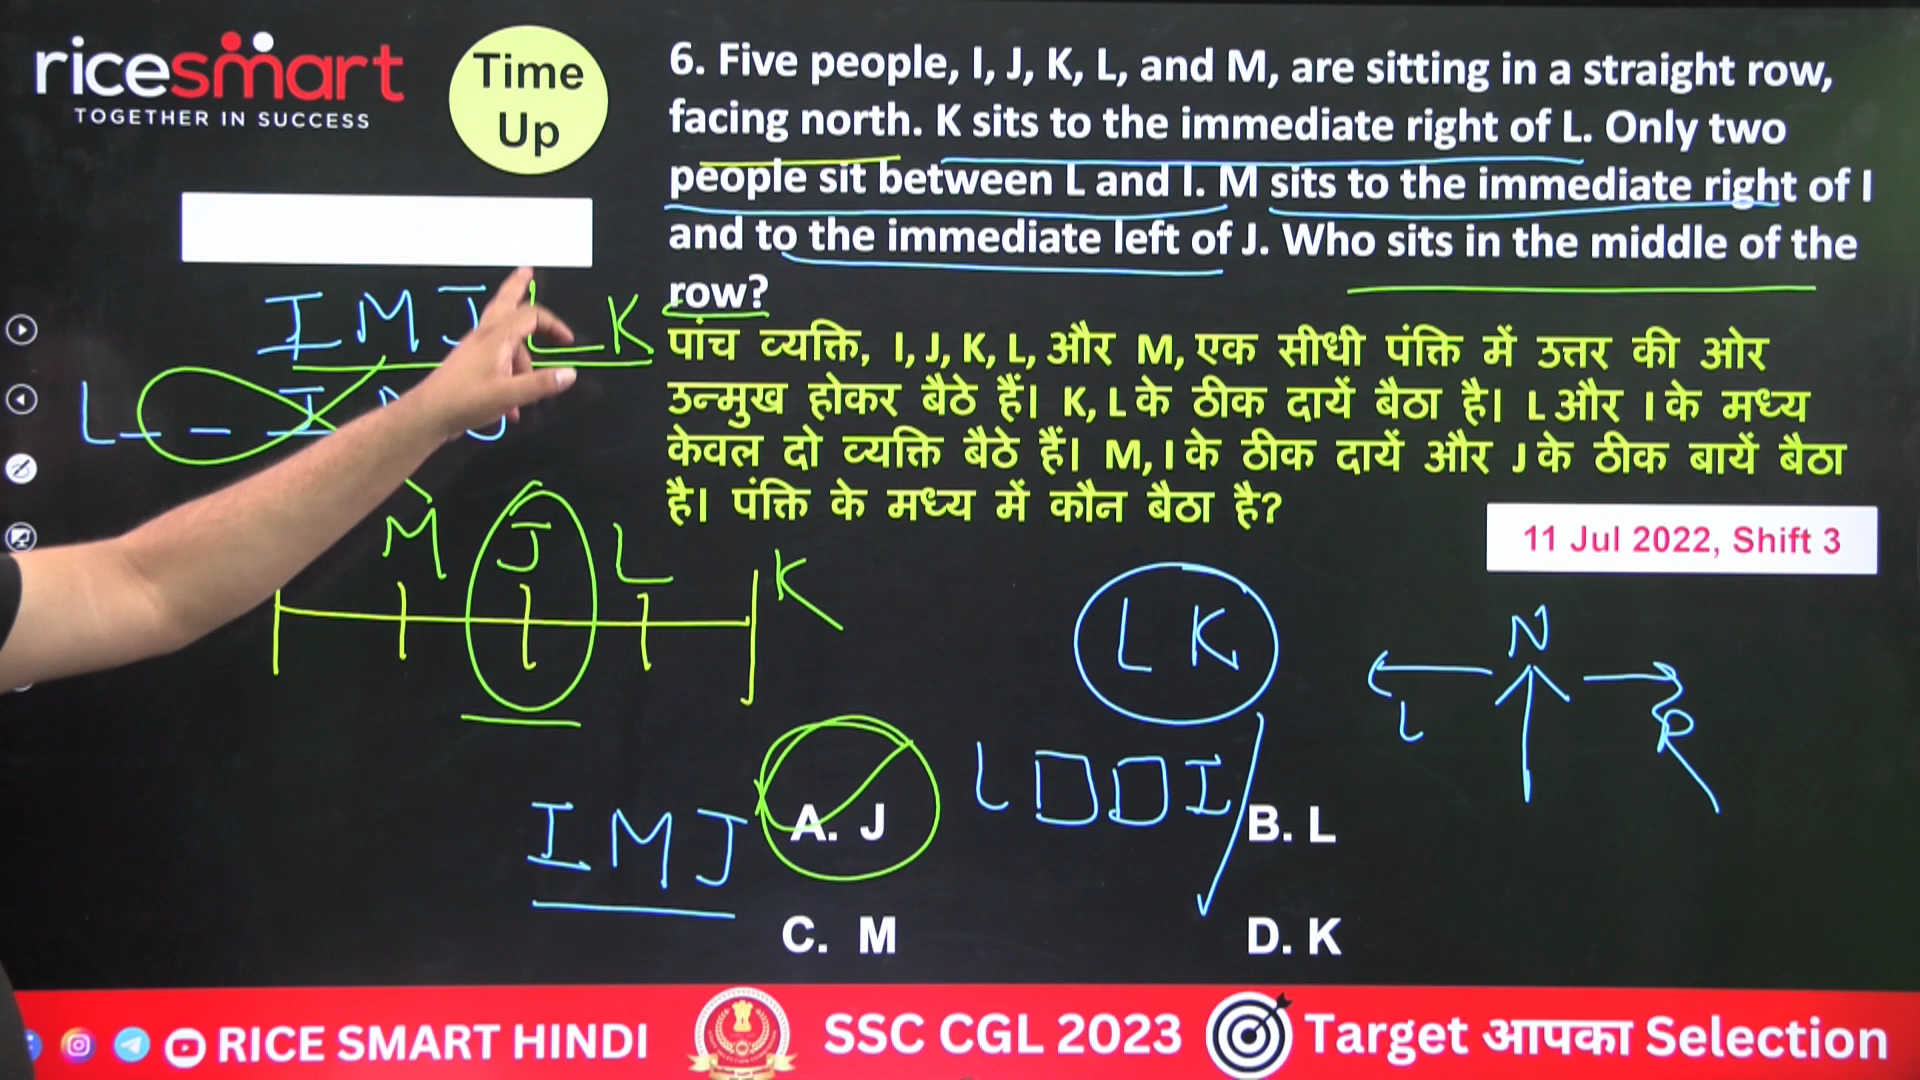 ricesmart
TOGETHER IN SUCCESS
Time
Up
6. Five people, I, J, K, L, and M, are sitting in a straight row,
facing north. K sits to the immediate right of L. Only two
people sit between L and I. M sits to the immediate right of I
and to the immediate left of J. Who sits in the middle of the
row?
पांच व्यक्ति, I, J, K, L, और M, एक सीधी पंक्ति में उत्तर की ओर
उन्मुख होकर बैठे हैं। K, L के ठीक दायें बैठा है। L और I के मध्य
केवल दो व्यक्ति बैठे हैं। M, I के ठीक दायें और J के ठीक बायें बैठा
है। पंक्ति के मध्य में कौन बैठा है?
11 Jul 2022, Shift 3
I M J L K
L _ _ I
M J L K
L K
N
L R
L I
I M J
A. J
B. L
C. M
D. K
RICE SMART HINDI
SSC CGL 2023
Target आपका Selection